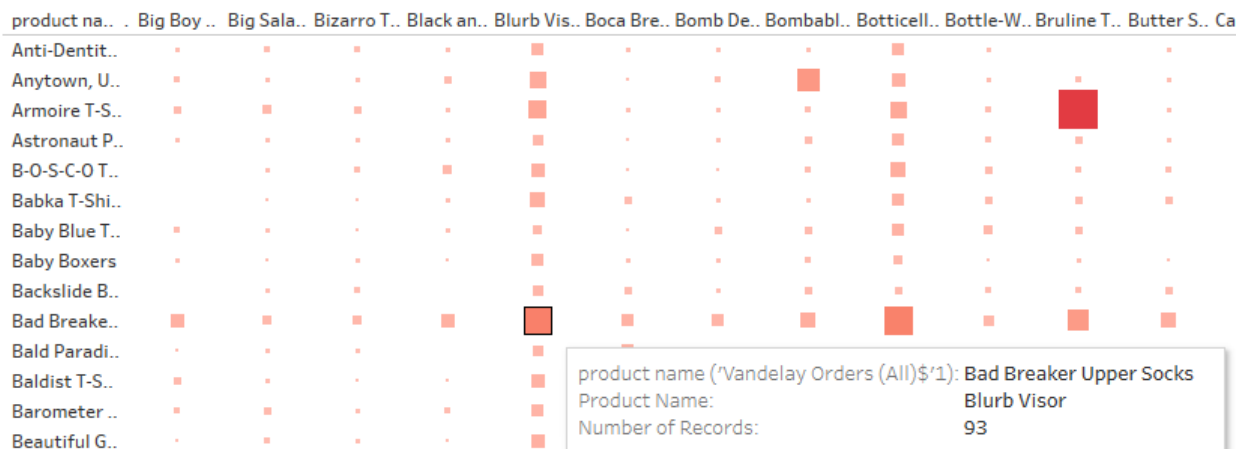 product na.. . Big Boy .. Big Sala.. Bizarro T.. Black an.. Blurb Vis.. Boca Bre.. Bomb De.. Bombabl.. Botticell.. Bottle-W.. Bruline T.. Butter S.. Ca
Anti-Dentit..
Anytown, U..
Armoire T-S..
Astronaut P..
B-O-S-C-O T..
Babka T-Shi..
Baby Blue T..
Baby Boxers
Backslide B..
Bad Breake..
Bald Paradi..
product name ('Vandelay Orders (All)$'1): Bad Breaker Upper Socks
Baldist T-S..
Product Name: Blurb Visor
Barometer ..
Number of Records: 93
Beautiful G..